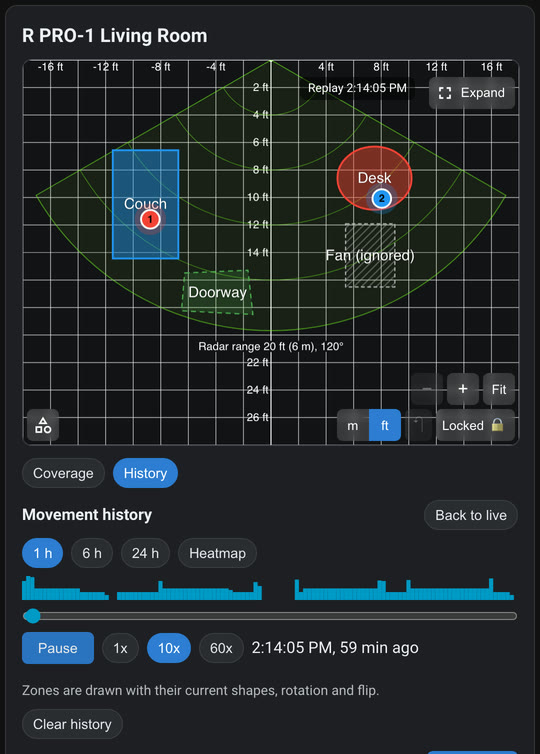 R PRO-1 Living Room
-16 ft -12 ft -8 ft -4 ft 4 ft 8 ft 12 ft 16 ft
2 ft
Replay 2:14:05 PM
Expand
4 ft
6 ft
8 ft
Desk
10 ft
2
Couch
1
12 ft
14 ft
Fan (ignored)
Doorway
Radar range 20 ft (6 m), 120°
22 ft
24 ft
− + Fit
26 ft
m ft Locked
Coverage History
Movement history
Back to live
1 h 6 h 24 h Heatmap
Pause 1x 10x 60x 2:14:05 PM, 59 min ago
Zones are drawn with their current shapes, rotation and flip.
Clear history